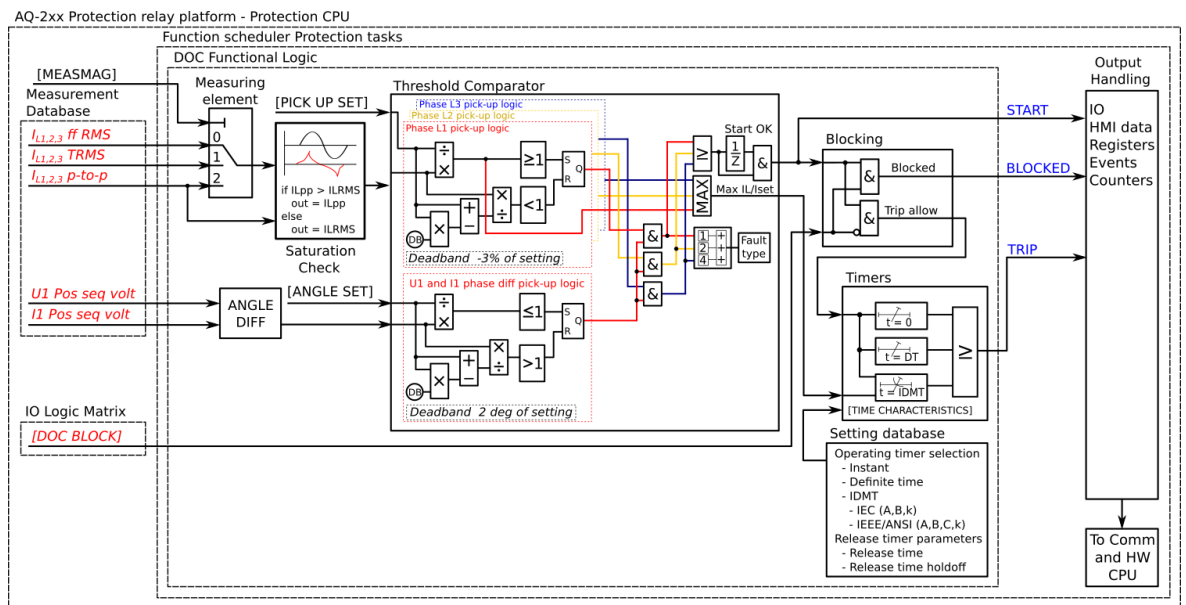 AQ-2xx Protection relay platform - Protection CPU
Function scheduler Protection tasks
DOC Functional Logic
[MEASMAG]
Measurement
Database
I L1,2,3 ff RMS
I L1,2,3 TRMS
I L1,2,3 p-to-p
Measuring
element
0
1
2
[PICK UP SET]
if ILpp > ILRMS
out = ILpp
else
out = ILRMS
Saturation
Check
Threshold Comparator
Phase L3 pick-up logic
Phase L2 pick-up logic
Phase L1 pick-up logic
÷
×
≥1
S
R
Q
×
÷
<1
+
−
DB
×
Deadband -3% of setting
U1 Pos seq volt
I1 Pos seq volt
ANGLE
DIFF
[ANGLE SET]
U1 and I1 phase diff pick-up logic
÷
×
≤1
S
R
Q
×
÷
>1
+
−
DB
×
Deadband 2 deg of setting
≥
1
Z
Start OK
&
MAX
Max IL/Iset
&
&
&
1 +
2 +
4 +
Fault
type
Blocking
&
Blocked
&
Trip allow
Timers
t = 0
t = DT
t = IDMT
≥
[TIME CHARACTERISTICS]
START
BLOCKED
TRIP
Output
Handling
IO
HMI data
Registers
Events
Counters
To Comm
and HW
CPU
IO Logic Matrix
[DOC BLOCK]
Setting database
Operating timer selection
- Instant
- Definite time
- IDMT
- IEC (A,B,k)
- IEEE/ANSI (A,B,C,k)
Release timer parameters
- Release time
- Release time holdoff